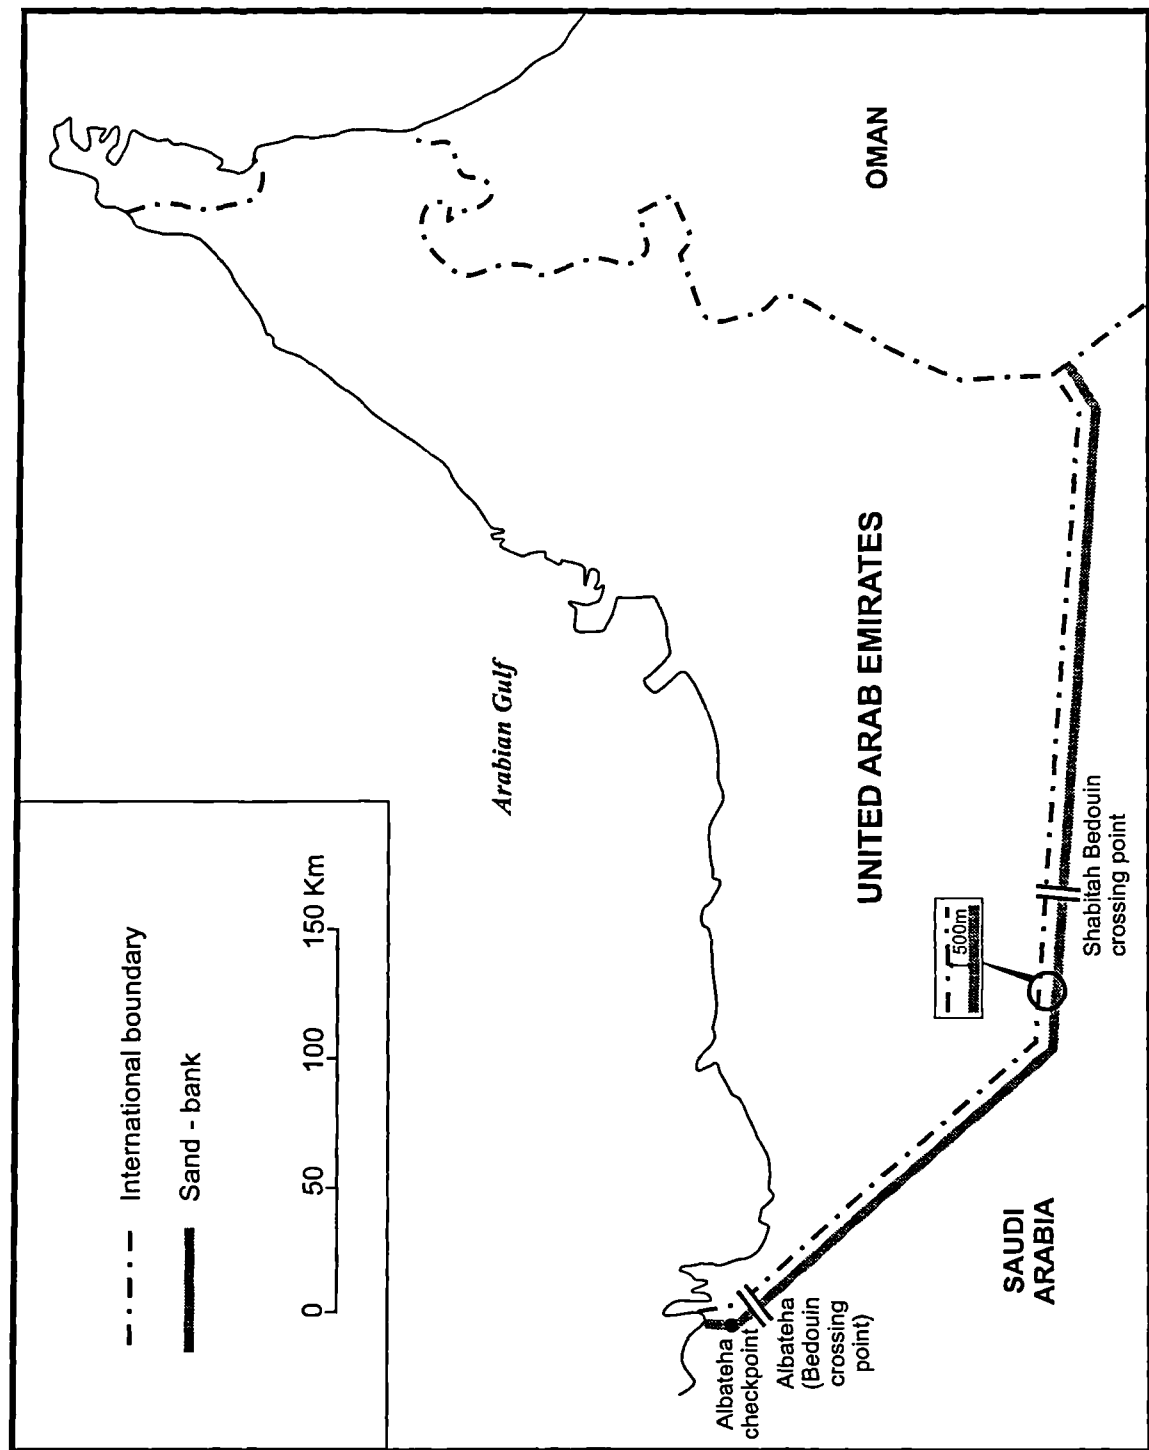 International boundary
Sand - bank
0 50 100 150 Km
Arabian Gulf
OMAN
UNITED ARAB EMIRATES
500m
Shabitah Bedouin
crossing point
SAUDI
ARABIA
Albateha
checkpoint
Albateha
(Bedouin
crossing
point)